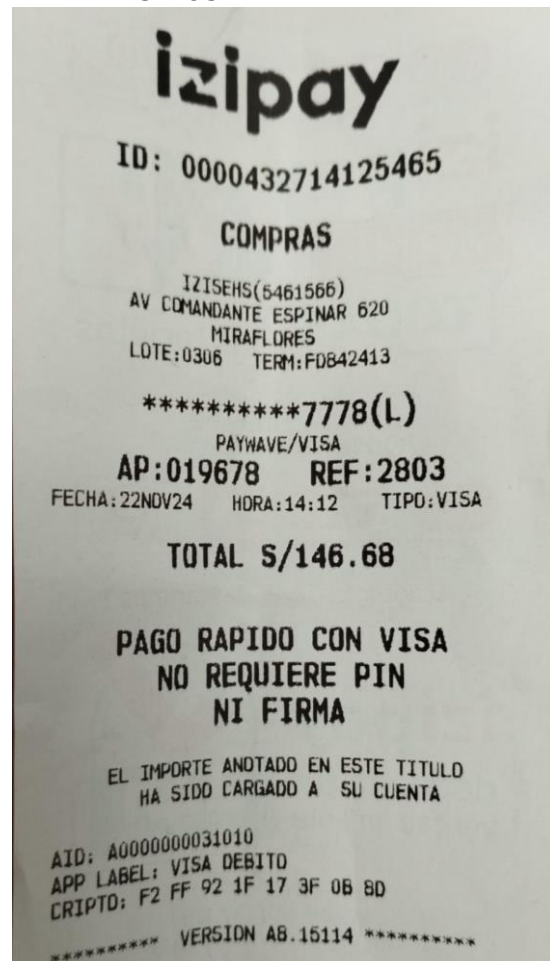 izipay
ID: 0000432714125465
COMPRAS
IZISEHS(6461566)
AV COMANDANTE ESPINAR 620
MIRAFLORES
LOTE:0306 TERM:FD842413
**********7778(L)
PAYWAVE/VISA
AP:019678 REF:2803
FECHA:22NOV24 HORA:14:12 TIPO:VISA
TOTAL S/146.68
PAGO RAPIDO CON VISA
NO REQUIERE PIN
NI FIRMA
EL IMPORTE ANOTADO EN ESTE TITULO
HA SIDO CARGADO A SU CUENTA
AID: A0000000031010
APP LABEL: VISA DEBITO
CRIPTO: F2 FF 92 1F 17 3F 0B 8D
********** VERSION A8.15114 **********